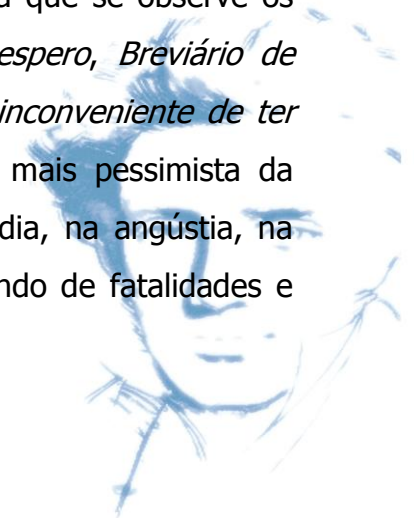 que se observe os
espero, Breviário de
inconveniente de ter
mais pessimista da
dia, na angústia, na
ndo de fatalidades e